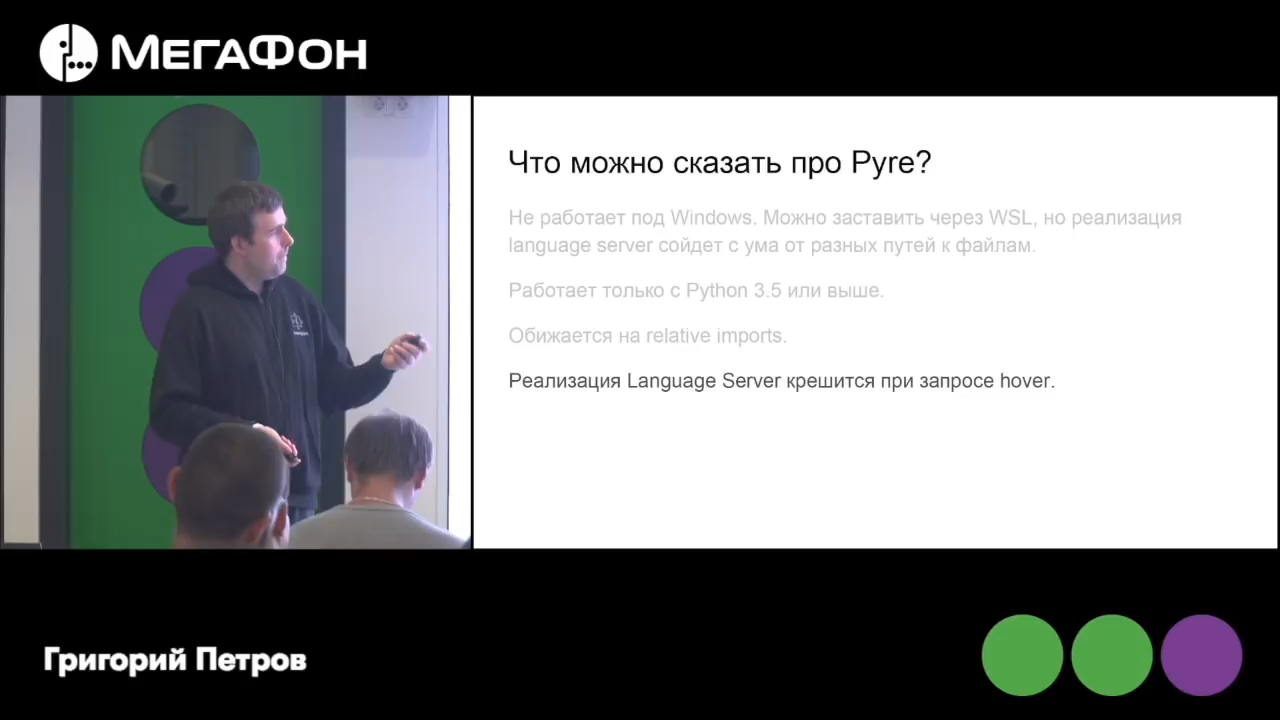 МЕГАФОН
Что можно сказать про Pyre?
Не работает под Windows. Можно заставить через WSL, но реализация
language server сойдет с ума от разных путей к файлам.
Работает только с Python 3.5 или выше.
Обижается на relative imports.
Реализация Language Server крешится при запросе hover.
Григорий Петров